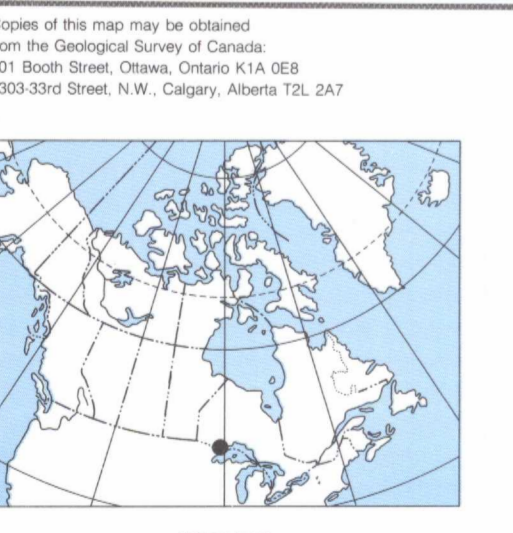 opies of this map may be obtained
om the Geological Survey of Canada:
01 Booth Street, Ottawa, Ontario K1A 0E8
303-33rd Street, N.W., Calgary, Alberta T2L 2A7